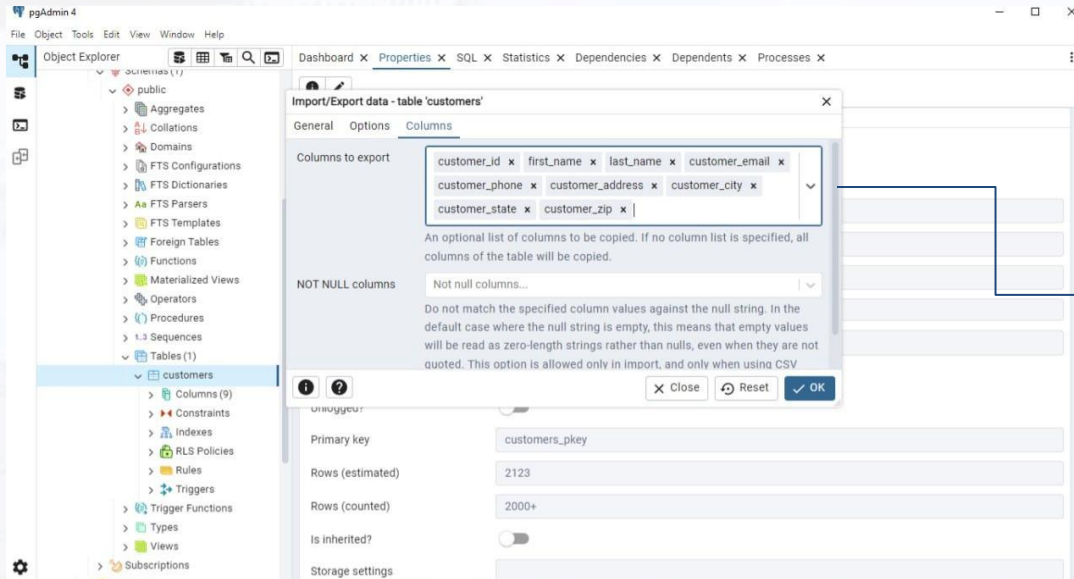 pgAdmin 4
File Object Tools Edit View Window Help
Object Explorer
Dashboard Properties SQL Statistics Dependencies Dependents Processes
Schemas (1)
public
Aggregates
Collations
Domains
FTS Configurations
FTS Dictionaries
Aa FTS Parsers
FTS Templates
Foreign Tables
Functions
Materialized Views
Operators
Procedures
1..3 Sequences
Tables (1)
customers
Columns (9)
Constraints
Indexes
RLS Policies
Rules
Triggers
Trigger Functions
Types
Views
Subscriptions
Import/Export data - table 'customers'
General Options Columns
Columns to export
customer_id first_name last_name customer_email
customer_phone customer_address customer_city
customer_state customer_zip
An optional list of columns to be copied. If no column list is specified, all
columns of the table will be copied.
NOT NULL columns
Not null columns...
Do not match the specified column values against the null string. In the
default case where the null string is empty, this means that empty values
will be read as zero-length strings rather than nulls, even when they are not
quoted. This option is allowed only in import, and only when using CSV
Close Reset OK
Unlogged?
Primary key customers_pkey
Rows (estimated) 2123
Rows (counted) 2000+
Is inherited?
Storage settings